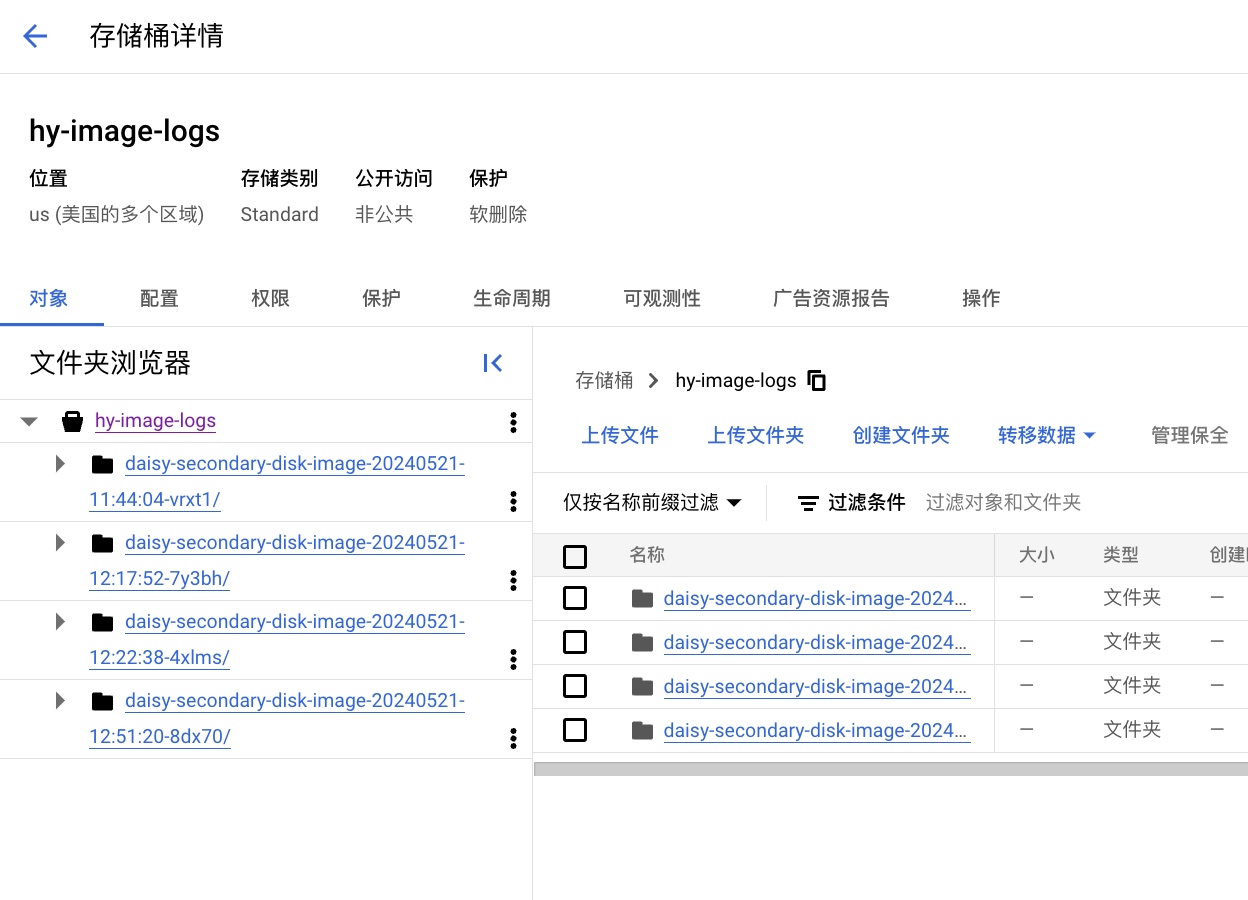 存储桶详情
hy-image-logs
位置 存储类别 公开访问 保护
us (美国的多个区域) Standard 非公共 软删除
对象 配置 权限 保护 生命周期 可观测性 广告资源报告 操作
文件夹浏览器
hy-image-logs
daisy-secondary-disk-image-20240521-
11:44:04-vrxt1/
daisy-secondary-disk-image-20240521-
12:17:52-7y3bh/
daisy-secondary-disk-image-20240521-
12:22:38-4xlms/
daisy-secondary-disk-image-20240521-
12:51:20-8dx70/
存储桶 hy-image-logs
上传文件 上传文件夹 创建文件夹 转移数据 管理保全
仅按名称前缀过滤 过滤条件 过滤对象和文件夹
名称 大小 类型 创建
daisy-secondary-disk-image-2024… — 文件夹 —
daisy-secondary-disk-image-2024… — 文件夹 —
daisy-secondary-disk-image-2024… — 文件夹 —
daisy-secondary-disk-image-2024… — 文件夹 —